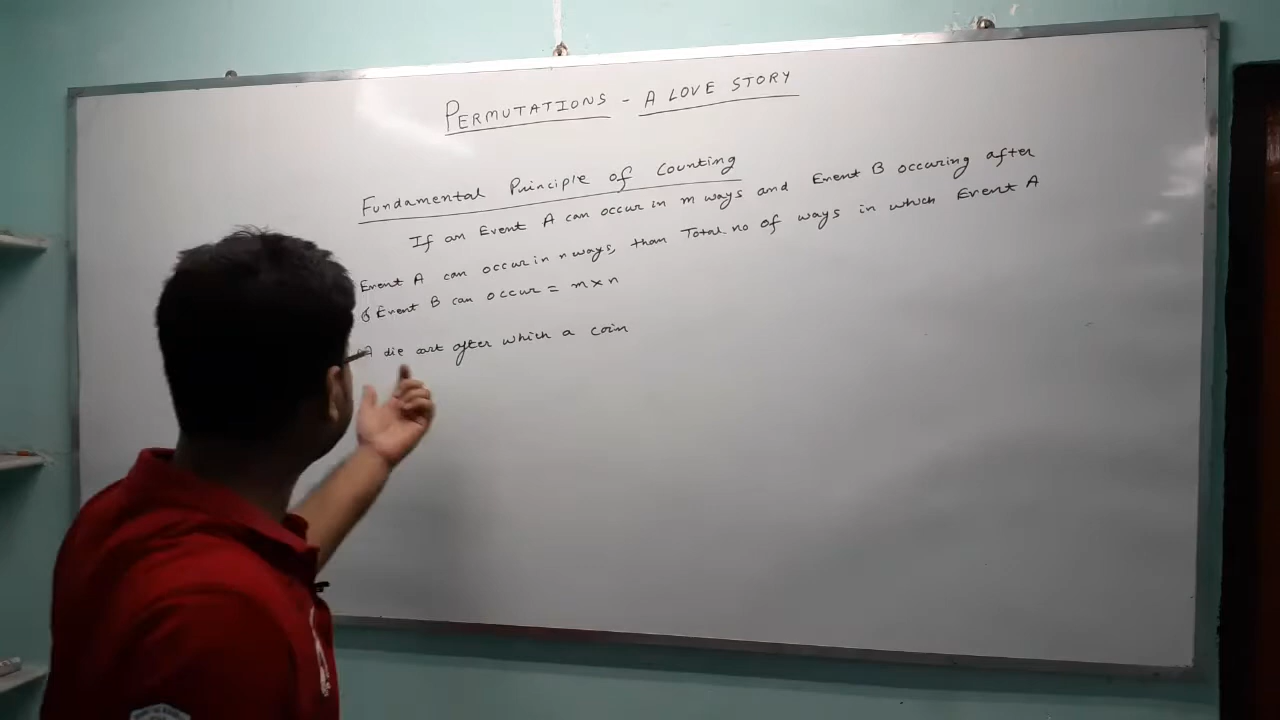 PERMUTATIONS - A LOVE STORY
Fundamental Principle of Counting
If an Event A can occur in m ways and Event B occuring after
Event A can occur in n ways, than Total no of ways in which Event A
& Event B can occur = m×n
A die cast after which a coin